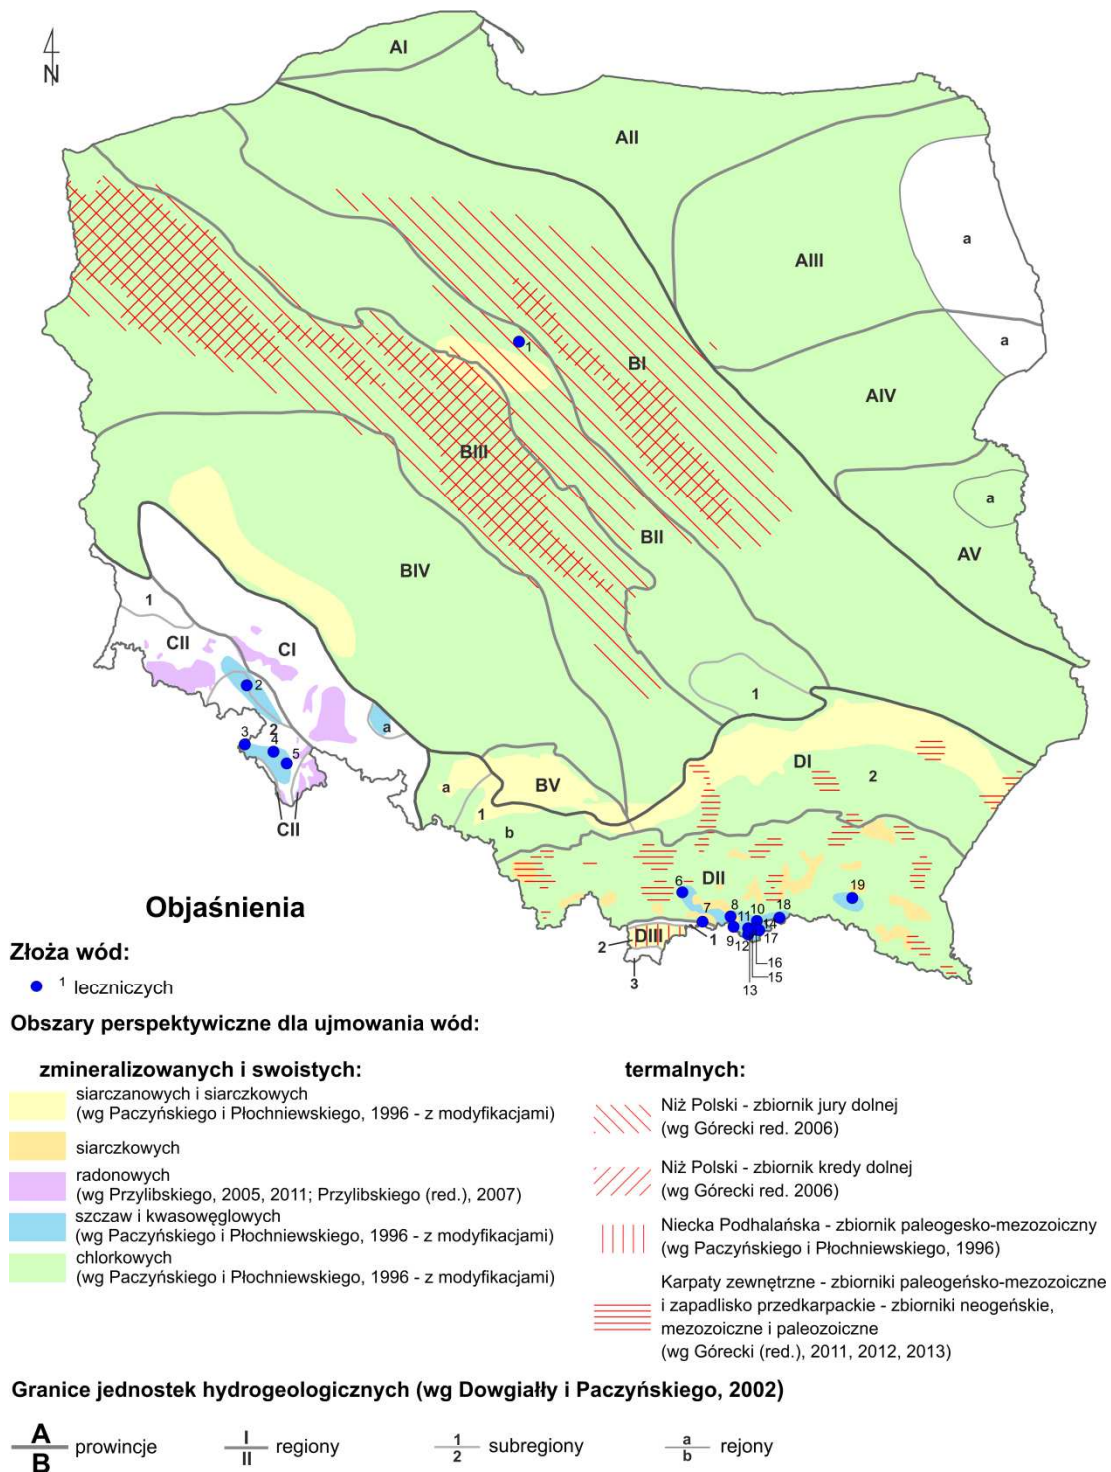 N
AI
AII
a
AIII
a
1
BI
AIV
BIII
a
BII
AV
BIV
1
CII
CI
2
1
a
3
2
4
5
DI
2
a
BV
1
b
CII
6
DII
19
8
10
18
7
11
14
DIII
1
9
12
17
2
16
3
15
13
Objaśnienia
Złoża wód:
1 leczniczych
Obszary perspektywiczne dla ujmowania wód:
zmineralizowanych i swoistych:
siarczanowych i siarczkowych
(wg Paczyńskiego i Płochniewskiego, 1996 - z modyfikacjami)
siarczkowych
radonowych
(wg Przylibskiego, 2005, 2011; Przylibskiego (red.), 2007)
szczaw i kwasowęglowych
(wg Paczyńskiego i Płochniewskiego, 1996 - z modyfikacjami)
chlorkowych
(wg Paczyńskiego i Płochniewskiego, 1996 - z modyfikacjami)
termalnych:
Niż Polski - zbiornik jury dolnej
(wg Górecki red. 2006)
Niż Polski - zbiornik kredy dolnej
(wg Górecki red. 2006)
Niecka Podhalańska - zbiornik paleogesko-mezozoiczny
(wg Paczyńskiego i Płochniewskiego, 1996)
Karpaty zewnętrzne - zbiorniki paleogeńsko-mezozoiczne
i zapadlisko przedkarpackie - zbiorniki neogeńskie,
mezozoiczne i paleozoiczne
(wg Górecki (red.), 2011, 2012, 2013)
Granice jednostek hydrogeologicznych (wg Dowgiałły i Paczyńskiego, 2002)
A
B
prowincje
I
II
regiony
1
2
subregiony
a
b
rejony